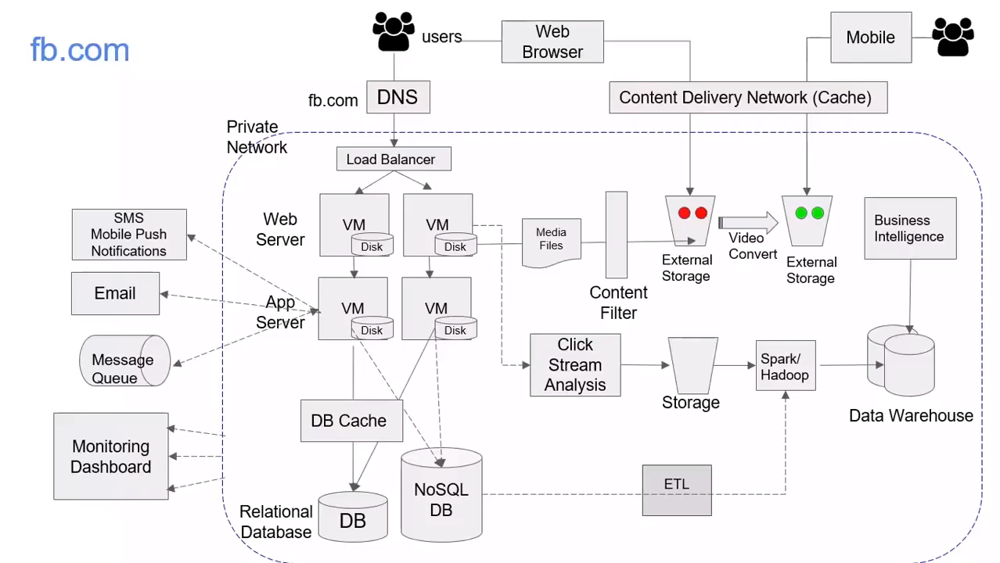 fb.com
users
Web
Browser
Mobile
fb.com
DNS
Content Delivery Network (Cache)
Private
Network
Load Balancer
Web
Server
VM
Disk
VM
Disk
SMS
Mobile Push
Notifications
Media
Files
Content
Filter
External
Storage
Video
Convert
External
Storage
Business
Intelligence
Email
App
Server
VM
Disk
VM
Disk
Message
Queue
Click
Stream
Analysis
Storage
Spark/
Hadoop
Data Warehouse
DB Cache
Monitoring
Dashboard
Relational
Database
DB
NoSQL
DB
ETL